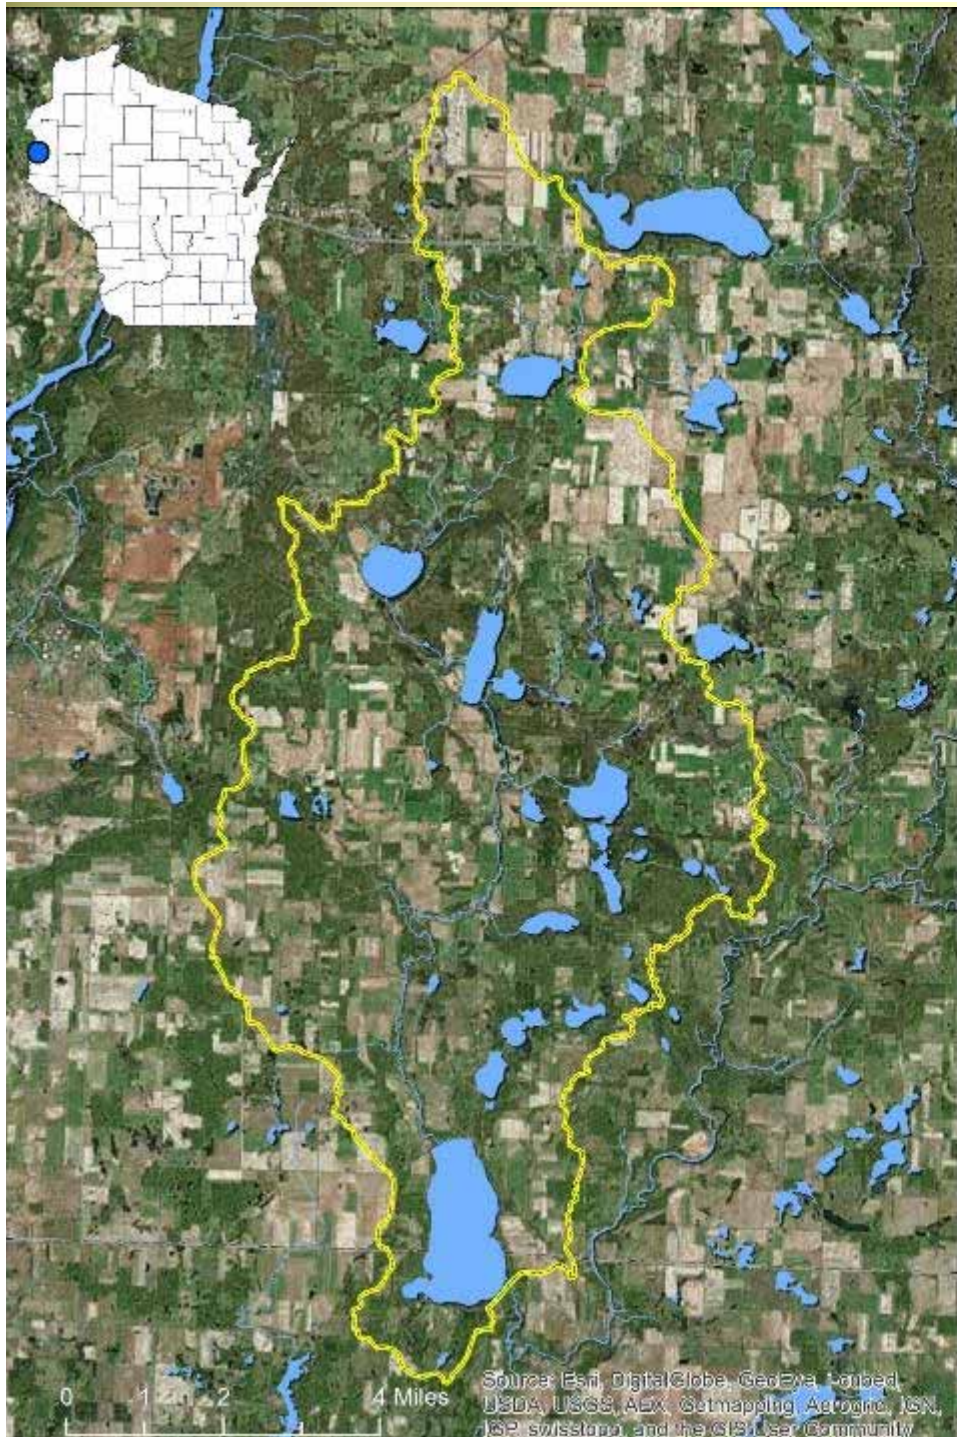 0 1 2 4 Miles
Source: Esri, DigitalGlobe, GeoEye, i-cubed,
USDA, USGS, AEX, Getmapping, Aerogrid, IGN,
IGP, swisstopo, and the GIS User Community